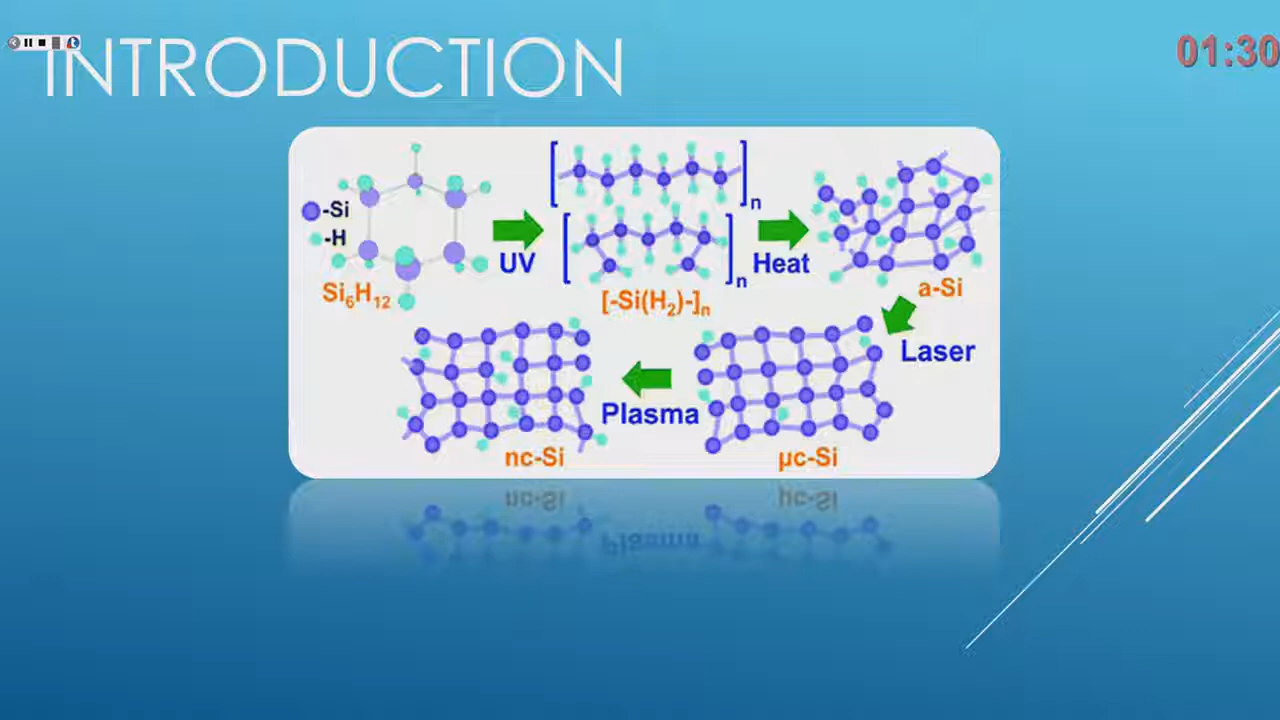 INTRODUCTION
01:30
-Si
-H
Si₆H₁₂
UV
n
n
[-Si(H₂)-]ₙ
Heat
a-Si
Laser
µc-Si
Plasma
nc-Si